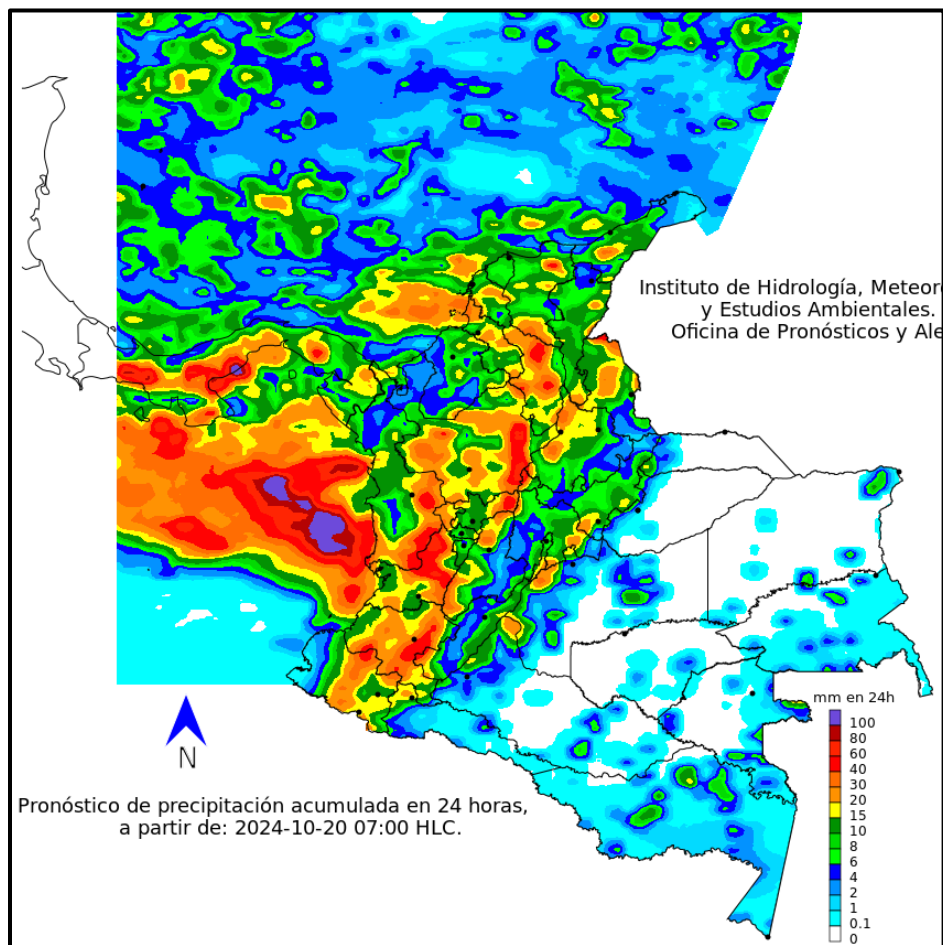 Instituto de Hidrología, Meteoro
y Estudios Ambientales.
Oficina de Pronósticos y Ale
mm en 24h
100
80
60
40
30
20
15
10
8
6
4
2
1
0.1
0
N
Pronóstico de precipitación acumulada en 24 horas,
a partir de: 2024-10-20 07:00 HLC.